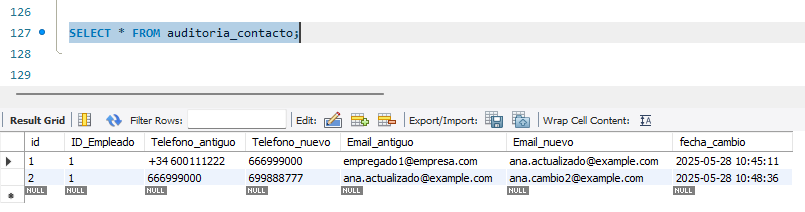 126
127 SELECT * FROM auditoria_contacto;
128
129
Result Grid Filter Rows: Edit: Export/Import: Wrap Cell Content: IA
id ID_Empleado Telefono_antiguo Telefono_nuevo Email_antiguo Email_nuevo fecha_cambio
1 1 +34 600111222 666999000 empregado1@empresa.com ana.actualizado@example.com 2025-05-28 10:45:11
2 1 666999000 699888777 ana.actualizado@example.com ana.cambio2@example.com 2025-05-28 10:48:36
NULL NULL NULL NULL NULL NULL NULL